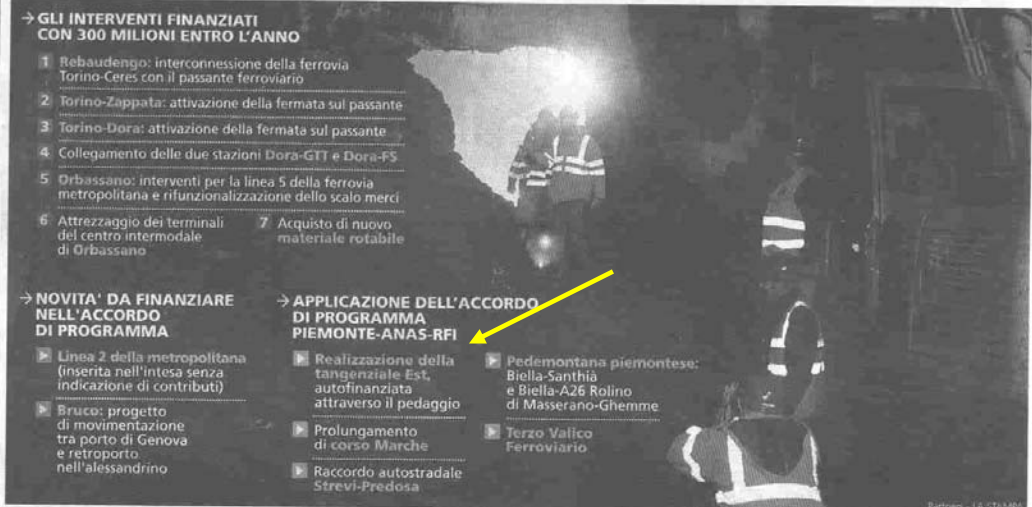 → GLI INTERVENTI FINANZIATI
CON 300 MILIONI ENTRO L'ANNO
1 Rebaudengo: interconnessione della ferrovia
Torino-Ceres con il passante ferroviario
2 Torino-Zappata: attivazione della fermata sul passante
3 Torino-Dora: attivazione della fermata sul passante
4 Collegamento delle due stazioni Dora-GTT e Dora-FS
5 Orbassano: interventi per la linea 5 della ferrovia
metropolitana e rifunzionalizzazione dello scalo merci
6 Attrezzaggio dei terminali
del centro intermodale
di Orbassano
7 Acquisto di nuovo
materiale rotabile
→ NOVITA' DA FINANZIARE
NELL'ACCORDO
DI PROGRAMMA
Linea 2 della metropolitana
(inserita nell'intesa senza
indicazione di contributi)
Bruco: progetto
di movimentazione
tra porto di Genova
e retroporto
nell'alessandrino
→ APPLICAZIONE DELL'ACCORDO
DI PROGRAMMA
PIEMONTE-ANAS-RFI
Realizzazione della
tangenziale Est,
autofinanziata
attraverso il pedaggio
Prolungamento
di corso Marche
Raccordo autostradale
Strevi-Predosa
Pedemontana piemontese:
Biella-Santhià
e Biella-A26 Rolino
di Masserano-Ghemme
Terzo Valico
Ferroviario
LA STAMPA